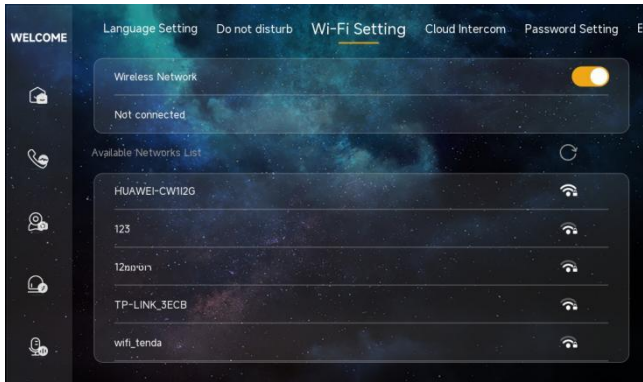 WELCOME
Language Setting Do not disturb Wi-Fi Setting Cloud Intercom Password Setting E
Wireless Network
Not connected
Available Networks List
HUAWEI-CW1I2G
123
TP-LINK_3ECB
wifi_tenda